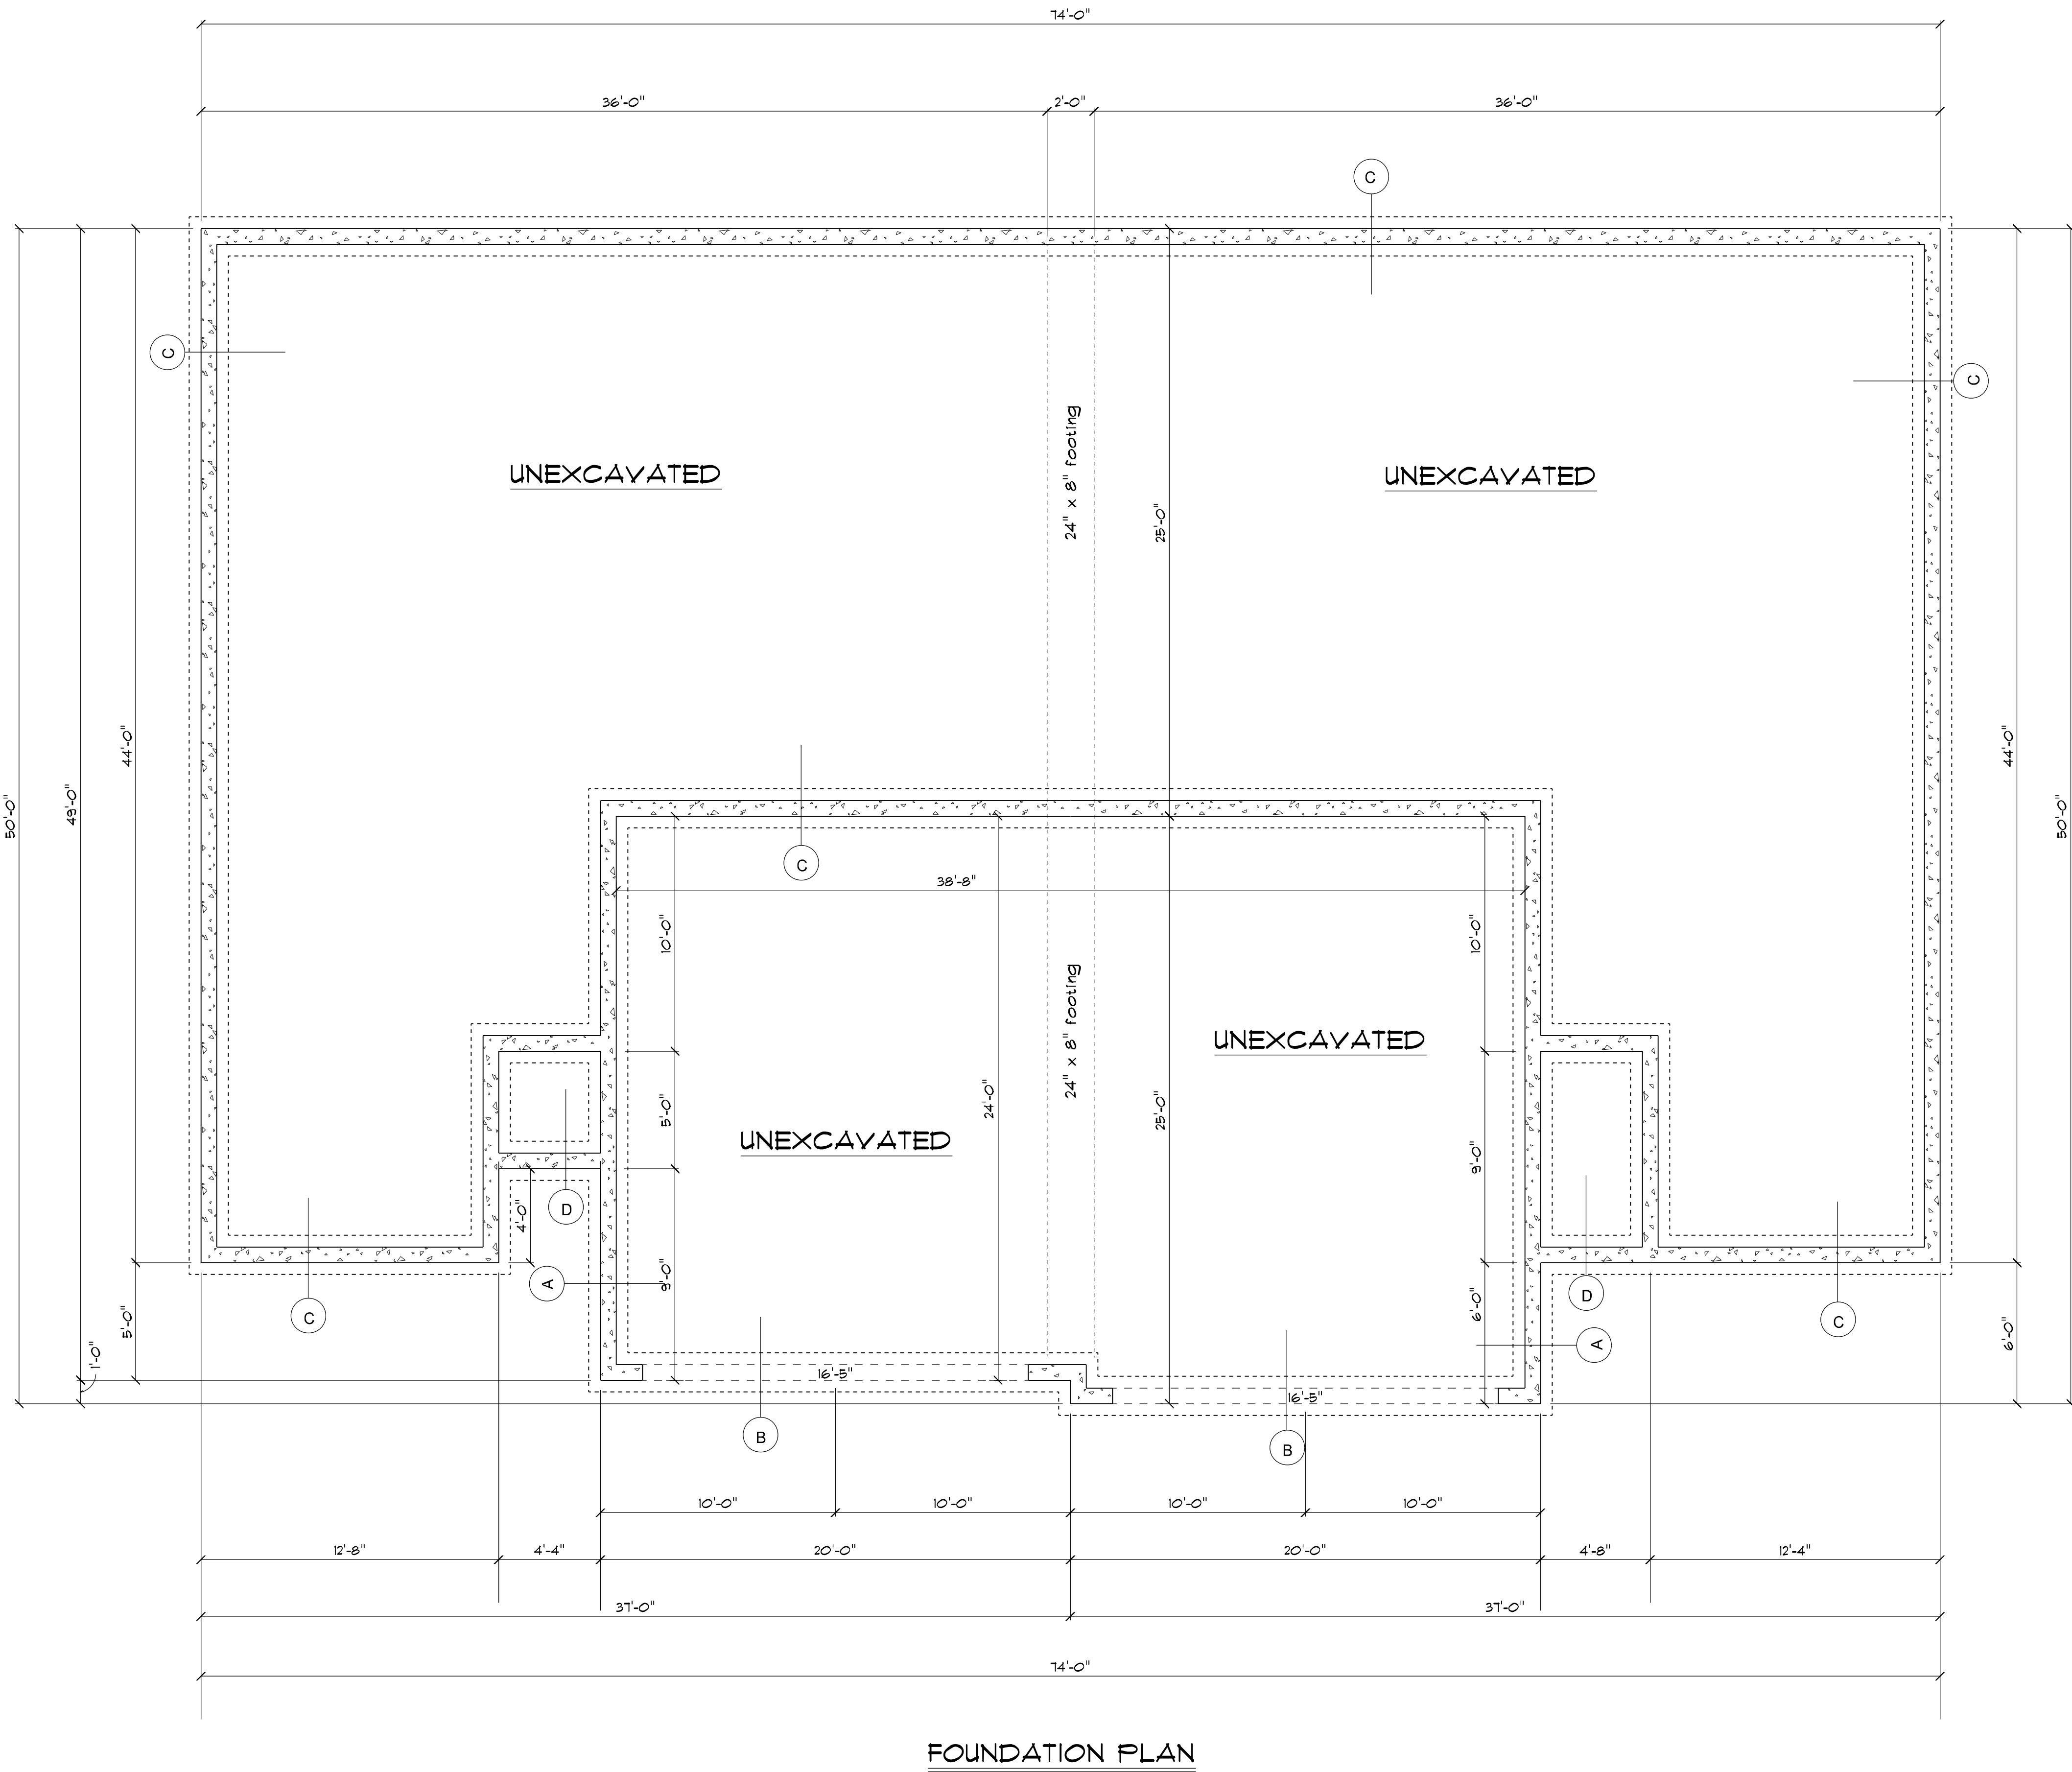 74'-0"
36'-0" 2'-0" 36'-0"
C
C
C
24" x 8" footing
UNEXCAVATED
UNEXCAVATED
25'-0"
44'-0"
44'-0"
49'-0"
50'-0"
50'-0"
C
38'-8"
10'-0"
10'-0"
24" x 8" footing
UNEXCAVATED
5'-0"
24'-0"
25'-0"
UNEXCAVATED
9'-0"
D
4'-0"
A
9'-0"
D
C
C
5'-0"
6'-0"
6'-0"
A
1'-0"
16'-5"
16'-5"
B
B
10'-0" 10'-0" 10'-0" 10'-0"
12'-8" 4'-4" 20'-0" 20'-0" 4'-8" 12'-4"
37'-0" 37'-0"
74'-0"
FOUNDATION PLAN